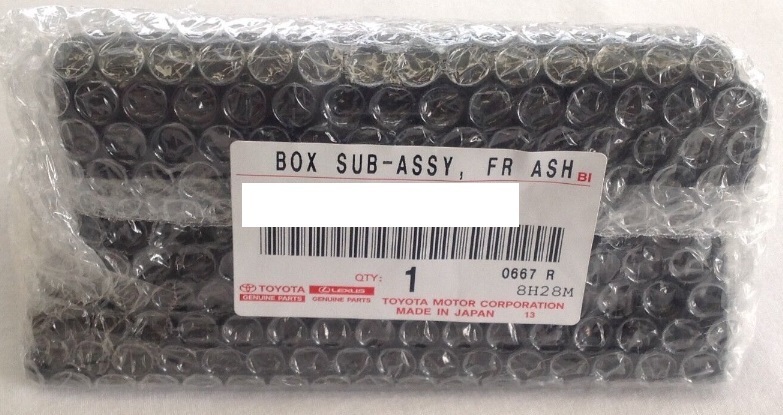 BOX SUB-ASSY, FR ASH BI
QTY: 1 0667 R
8H28M
TOYOTA LEXUS
GENUINE PARTS GENUINE PARTS
TOYOTA MOTOR CORPORATION
MADE IN JAPAN 13